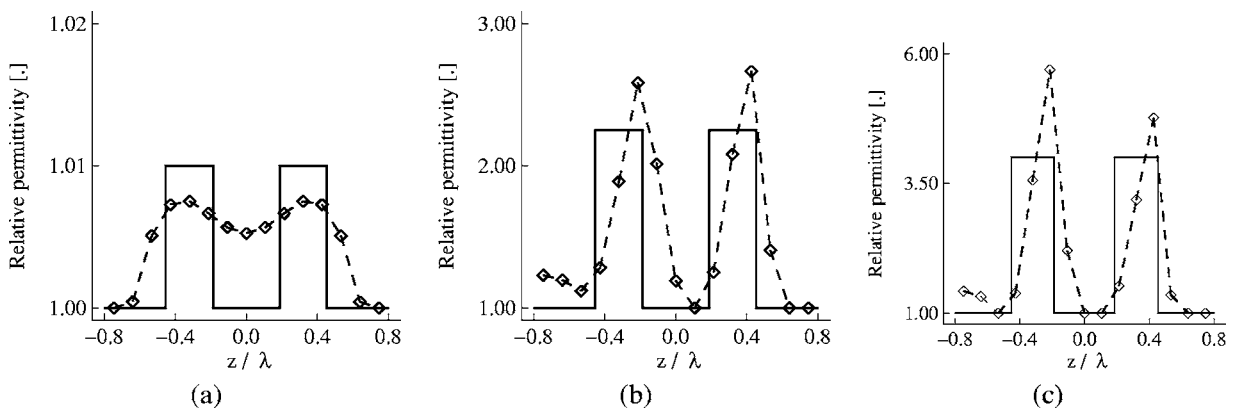 1.02
1.01
1.00
Relative permittivity [.]
−0.8 −0.4 0.0 0.4 0.8
z / λ
(a)
3.00
2.00
1.00
Relative permittivity [.]
−0.8 −0.4 0.0 0.4 0.8
z / λ
(b)
6.00
3.50
1.00
Relative permittivity [.]
−0.8 −0.4 0.0 0.4 0.8
z / λ
(c)